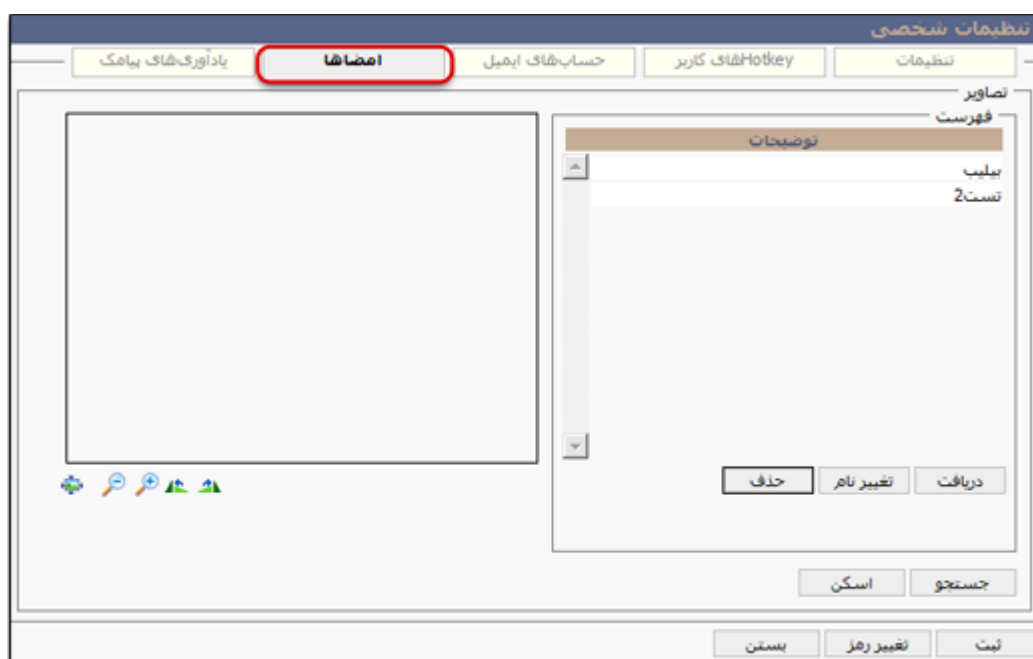 تنظیمات شخصی
تنظیمات
Hotkeyهای کاربر
حساب‌های ایمیل
امضاها
یادآوری‌های پیامک
تصاویر
فهرست
توضیحات
بیلیب
تست2
دریافت
تغییر نام
حذف
جستجو
اسکن
ثبت
تغییر رمز
بستن